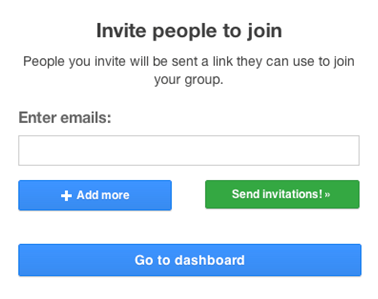 Invite people to join
People you invite will be sent a link they can use to join
your group.
Enter emails:
Add more
Send invitations! »
Go to dashboard